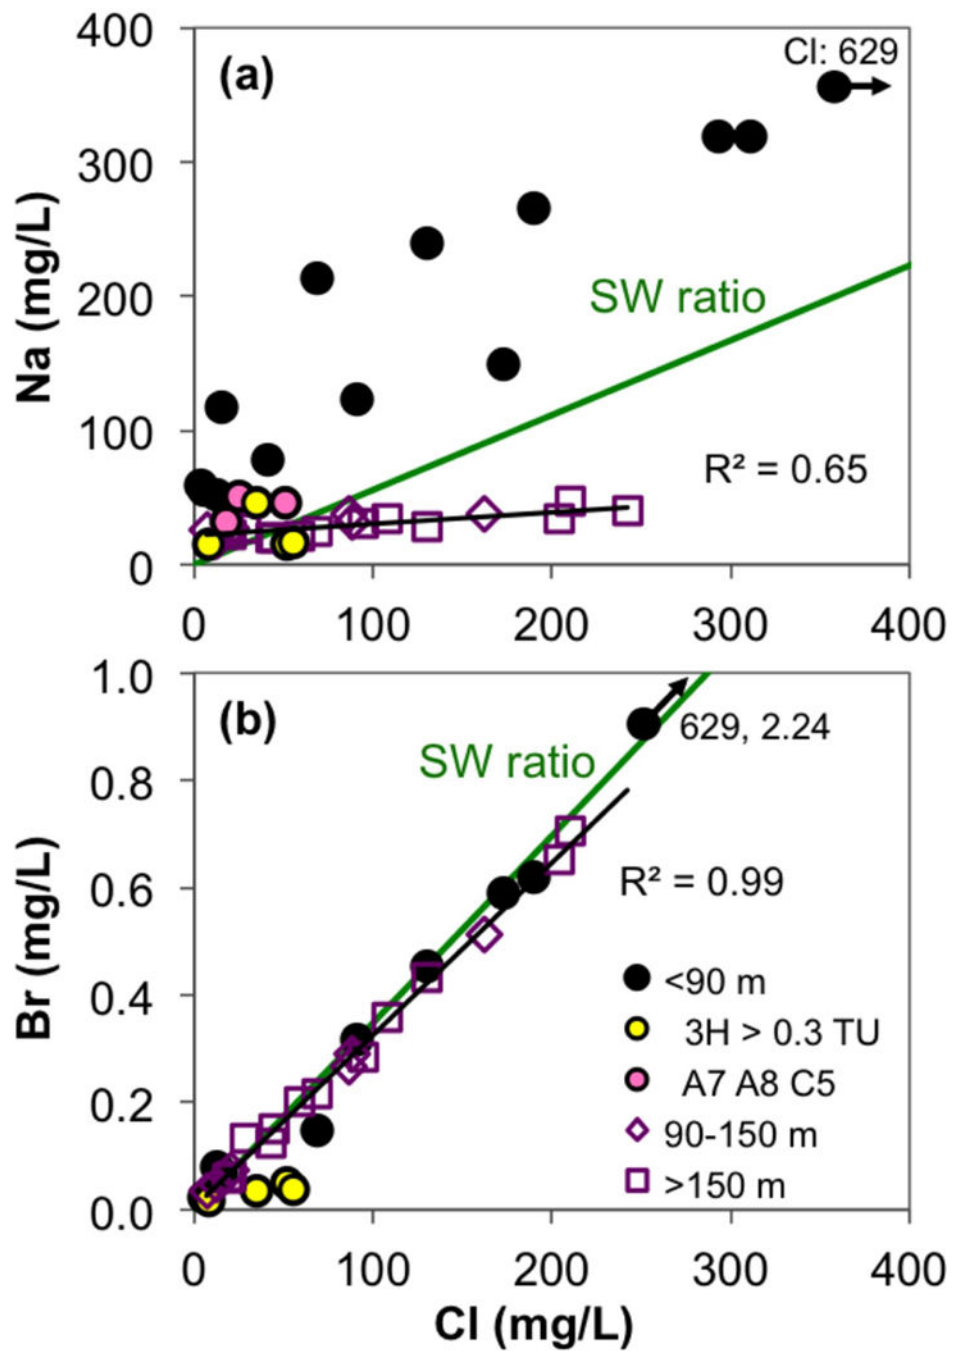 400
(a)
Cl: 629
300
Na (mg/L)
SW ratio
200
100
R² = 0.65
0
0 100 200 300 400
1.0
(b)
629, 2.24
SW ratio
0.8
R² = 0.99
0.6
Br (mg/L)
<90 m
0.4
3H > 0.3 TU
A7 A8 C5
0.2
90-150 m
>150 m
0.0
0 100 200 300 400
Cl (mg/L)